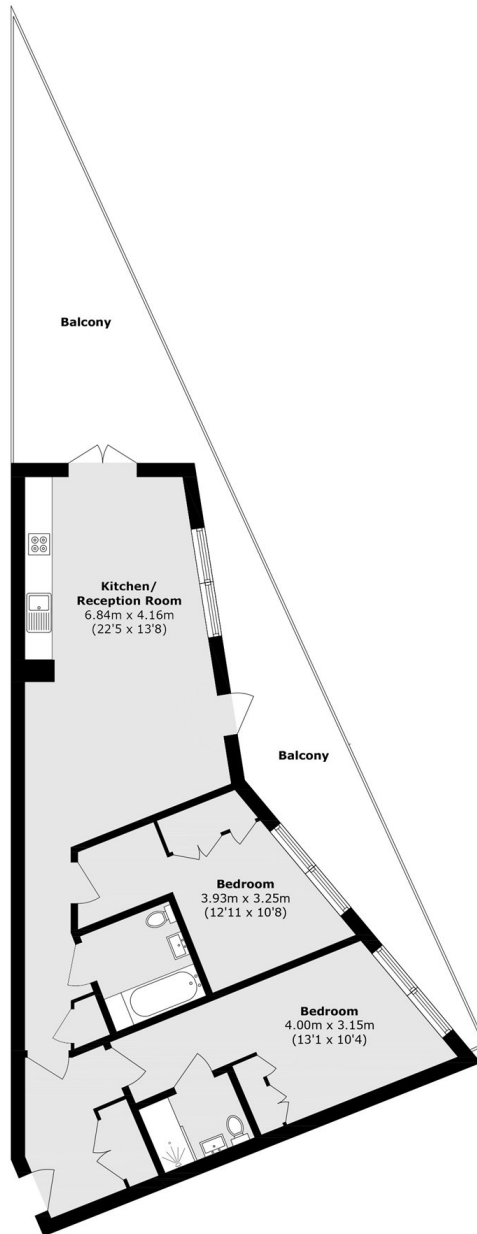 Balcony
Kitchen/
Reception Room
6.84m x 4.16m
(22'5 x 13'8)
Balcony
Bedroom
3.93m x 3.25m
(12'11 x 10'8)
Bedroom
4.00m x 3.15m
(13'1 x 10'4)